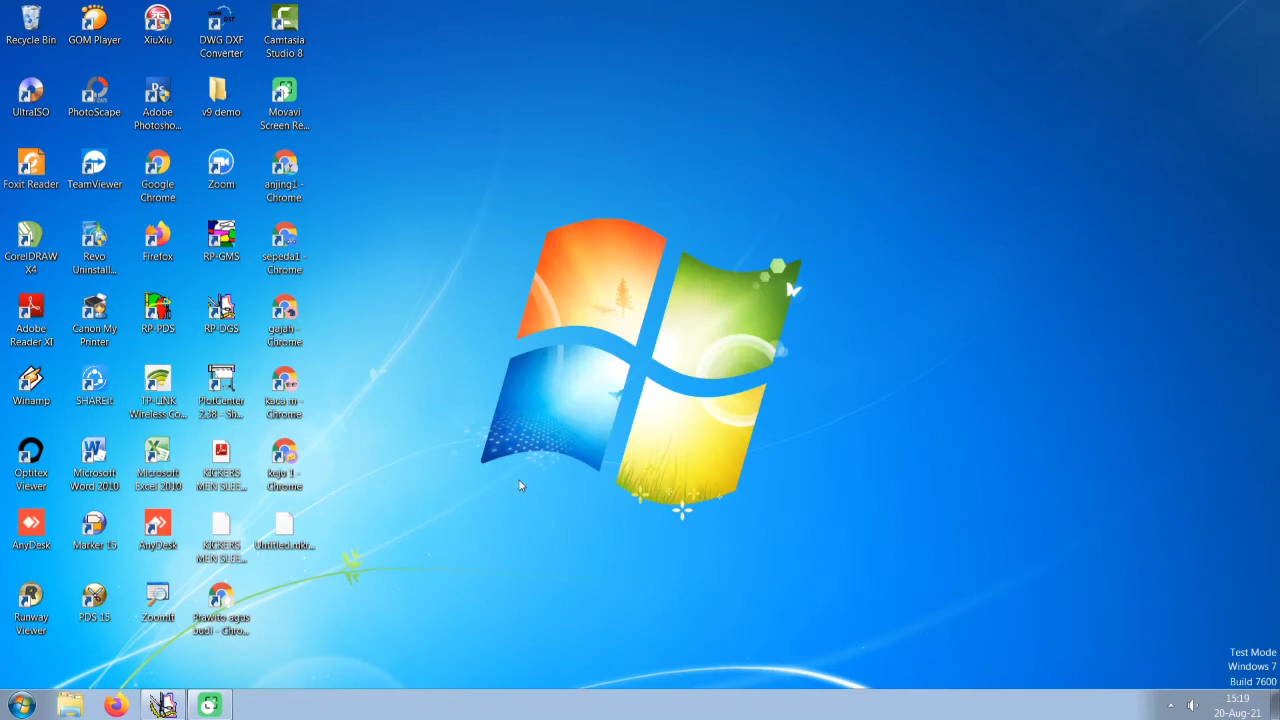 Recycle Bin
GOM Player
XiuXiu
DWG DXF
Converter
Camtasia
Studio 8
UltraISO
PhotoScape
Adobe
Photosho...
v9 demo
Movavi
Screen Re...
Foxit Reader
TeamViewer
Google
Chrome
Zoom
anjing1 -
Chrome
CorelDRAW
X4
Revo
Uninstall...
Firefox
RP-GMS
sepeda1 -
Chrome
Adobe
Reader XI
Canon My
Printer
RP-PDS
RP-DGS
gajah -
Chrome
Winamp
SHAREit
TP-LINK
Wireless Co...
PlotCenter
2.38 - Sh...
kaca m -
Chrome
Optitex
Viewer
Microsoft
Word 2010
Microsoft
Excel 2010
KICKERS
MEN SLEE...
keju 1 -
Chrome
AnyDesk
Marker 15
AnyDesk
KICKERS
MEN SLEE...
Untitled.mkr...
Runway
Viewer
PDS 15
ZoomIt
Prawito agus
budi - Chro...
Test Mode
Windows 7
Build 7600
15:19
20-Aug-21